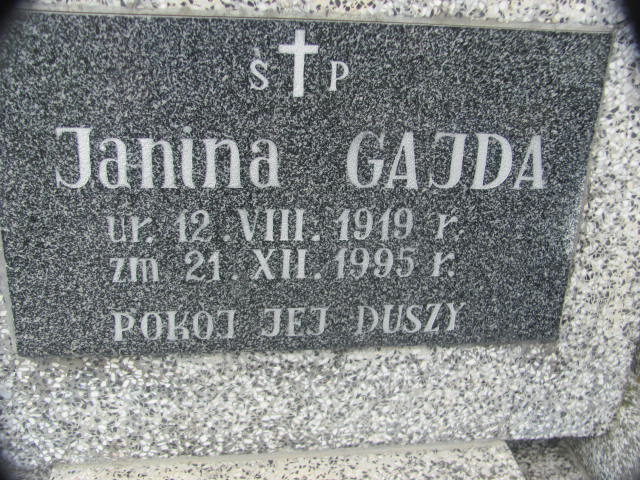 Ś P
Janina GAJDA
ur. 12. VIII. 1919 r.
zm 21. XII. 1995 r.
POKOJ JEJ DUSZY